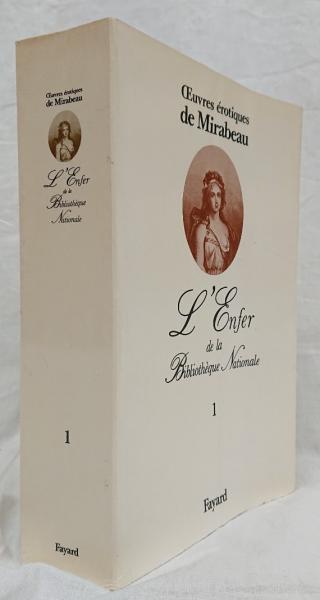 Œuvres érotiques
de Mirabeau
L'Enfer
de la
Bibliothèque
Nationale
1
Fayard
Œuvres érotiques
de Mirabeau
L'Enfer
de la
Bibliothèque Nationale
1
Fayard